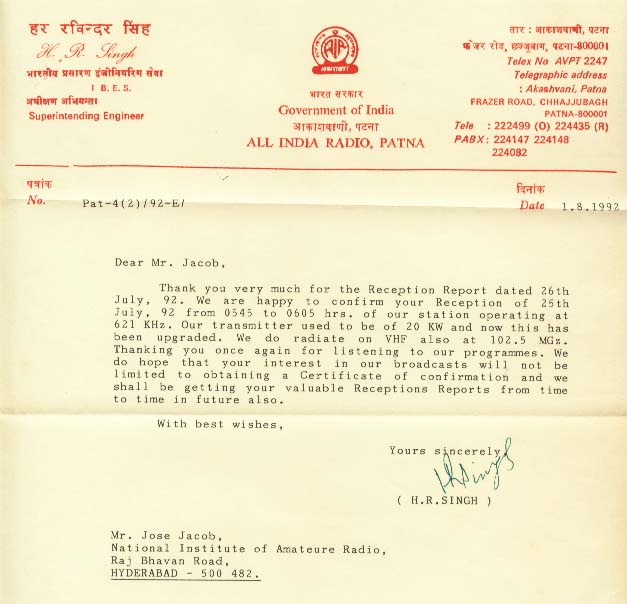 हर रविन्दर सिंह
H. R. Singh
भारतीय प्रसारण इंजीनियरिंग सेवा
I B. E. S.
अधीक्षण अभियन्ता
Superintending Engineer
AIR
भारत सरकार
Government of India
आकाशवाणी, पटना
ALL INDIA RADIO, PATNA
तार : आकाशवाणी, पटना
फ्रेजर रोड, छज्जूबाग, पटना-800001
Telex No AVPT 2247
Telegraphic address
: Akashvani, Patna
FRAZER ROAD, CHHAJJUBAGH
PATNA-800001
Tele : 222499 (O) 224435 (R)
PABX : 224147 224148
224082
पत्रांक
No. Pat-4(2)/92-E/
दिनांक
Date 1.8.1992
Dear Mr. Jacob,
Thank you very much for the Reception Report dated 26th
July, 92. We are happy to confirm your Reception of 25th
July, 92 from 0545 to 0605 hrs. of our station operating at
621 KHz. Our transmitter used to be of 20 KW and now this has
been upgraded. We do radiate on VHF also at 102.5 MGz.
Thanking you once again for listening to our programmes. We
do hope that your interest in our broadcasts will not be
limited to obtaining a Certificate of confirmation and we
shall be getting your valuable Receptions Reports from time
to time in future also.
With best wishes,
Yours sincerely,
HRSingh
( H.R.SINGH )
Mr. Jose Jacob,
National Institute of Amateure Radio,
Raj Bhavan Road,
HYDERABAD - 500 482.